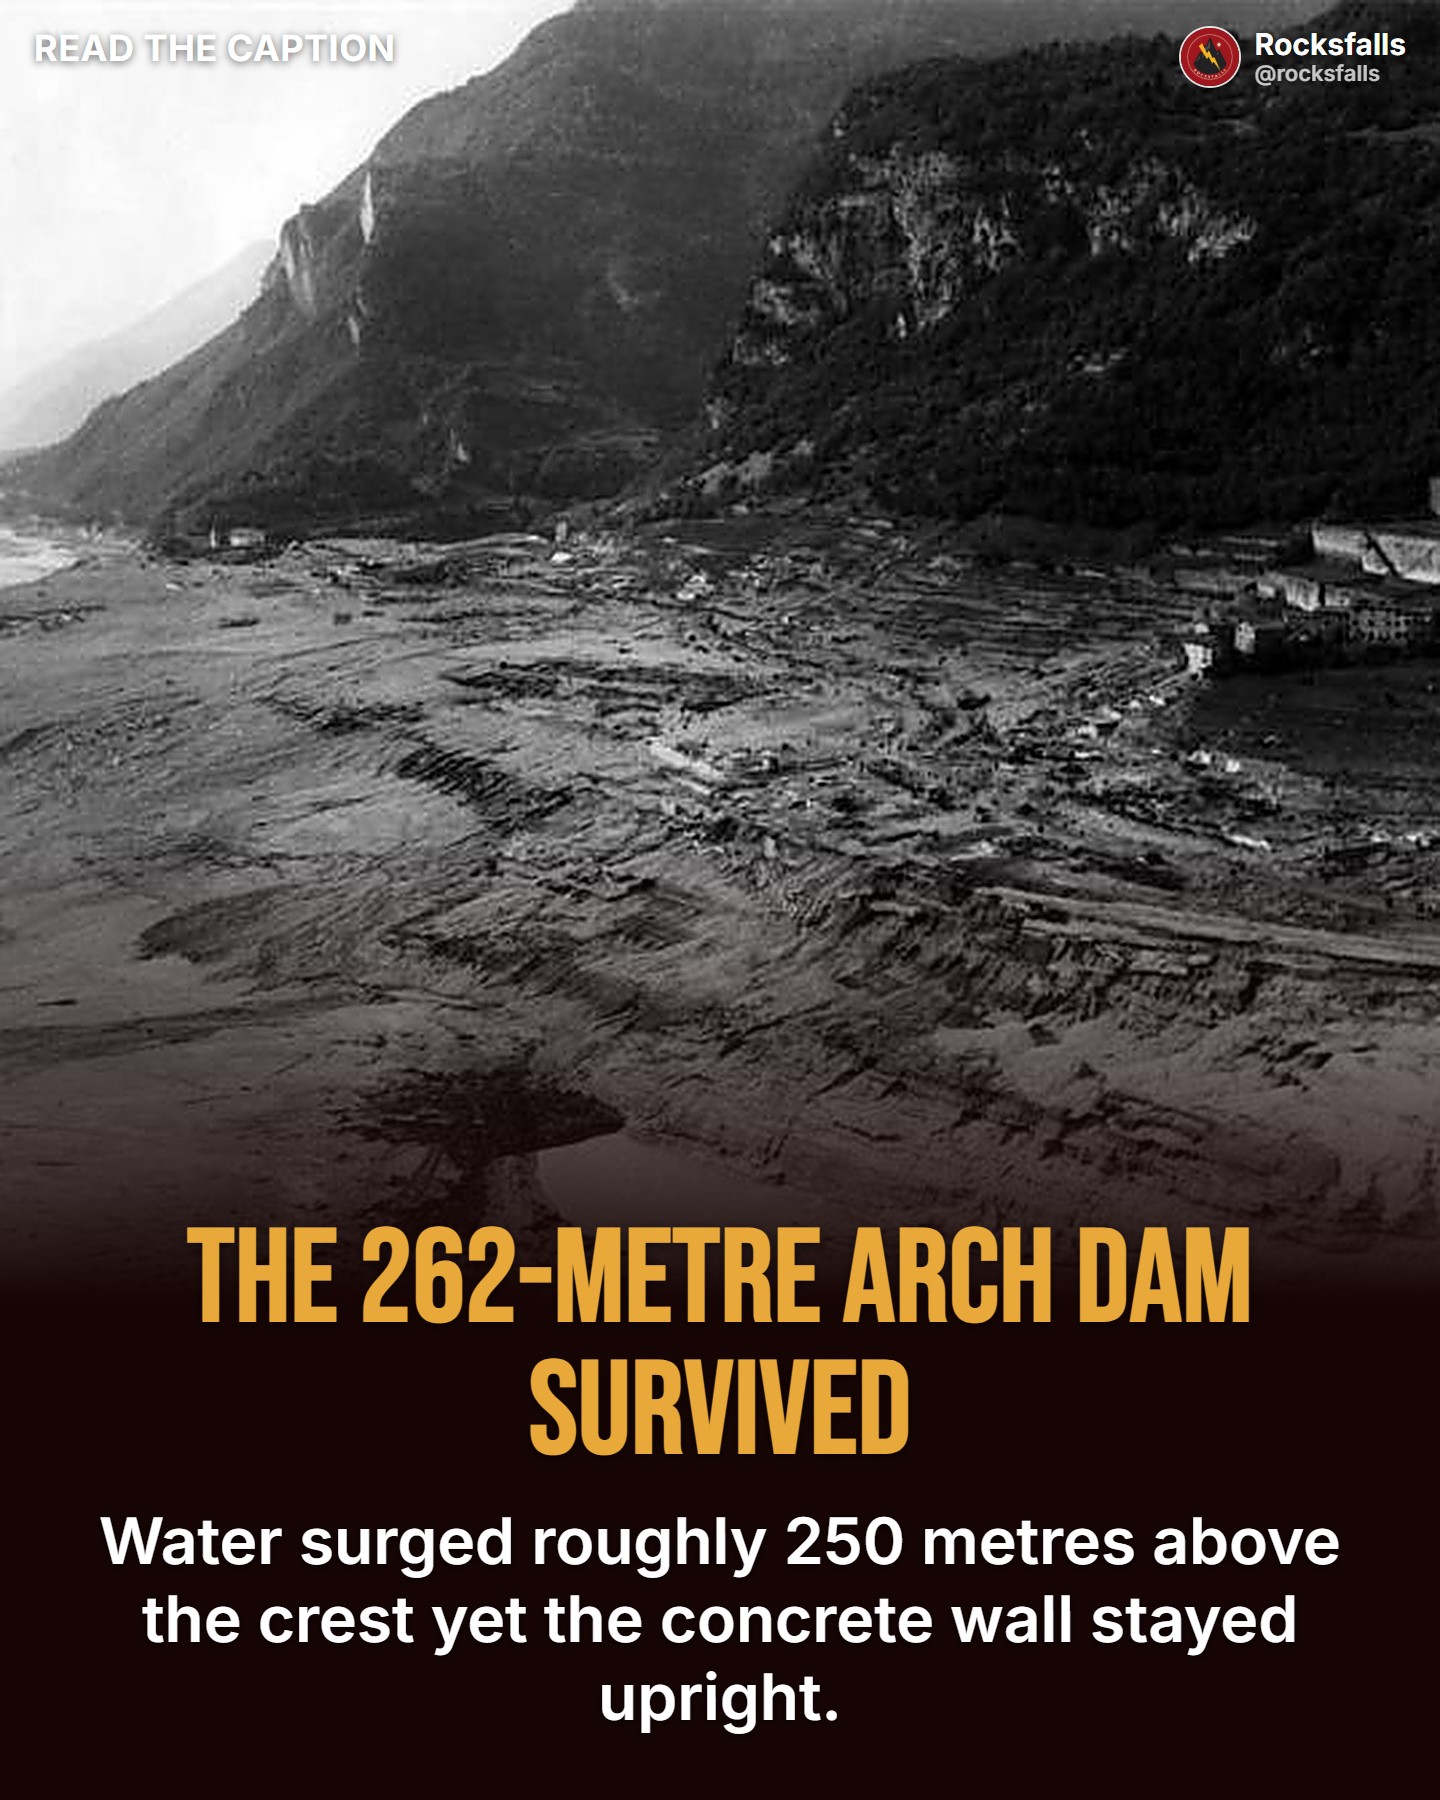 READ THE CAPTION
Rocksfalls
@rocksfalls
THE 262-METRE ARCH DAM
SURVIVED
Water surged roughly 250 metres above
the crest yet the concrete wall stayed
upright.